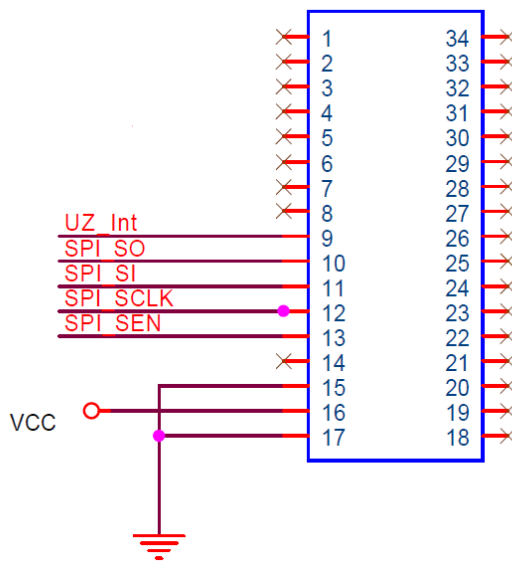 1 34
2 33
3 32
4 31
5 30
6 29
7 28
8 27
UZ_Int 9 26
SPI_SO 10 25
SPI_SI 11 24
SPI_SCLK 12 23
SPI_SEN 13 22
14 21
15 20
VCC 16 19
17 18